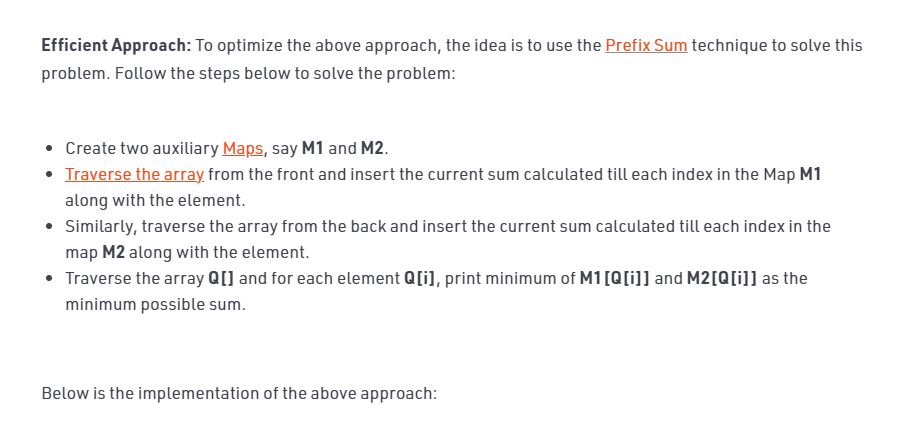 Efficient Approach: To optimize the above approach, the idea is to use the Prefix Sum technique to solve this
problem. Follow the steps below to solve the problem:
• Create two auxiliary Maps, say M1 and M2.
• Traverse the array from the front and insert the current sum calculated till each index in the Map M1
along with the element.
• Similarly, traverse the array from the back and insert the current sum calculated till each index in the
map M2 along with the element.
• Traverse the array Q[] and for each element Q[i], print minimum of M1[Q[i]] and M2[Q[i]] as the
minimum possible sum.
Below is the implementation of the above approach: